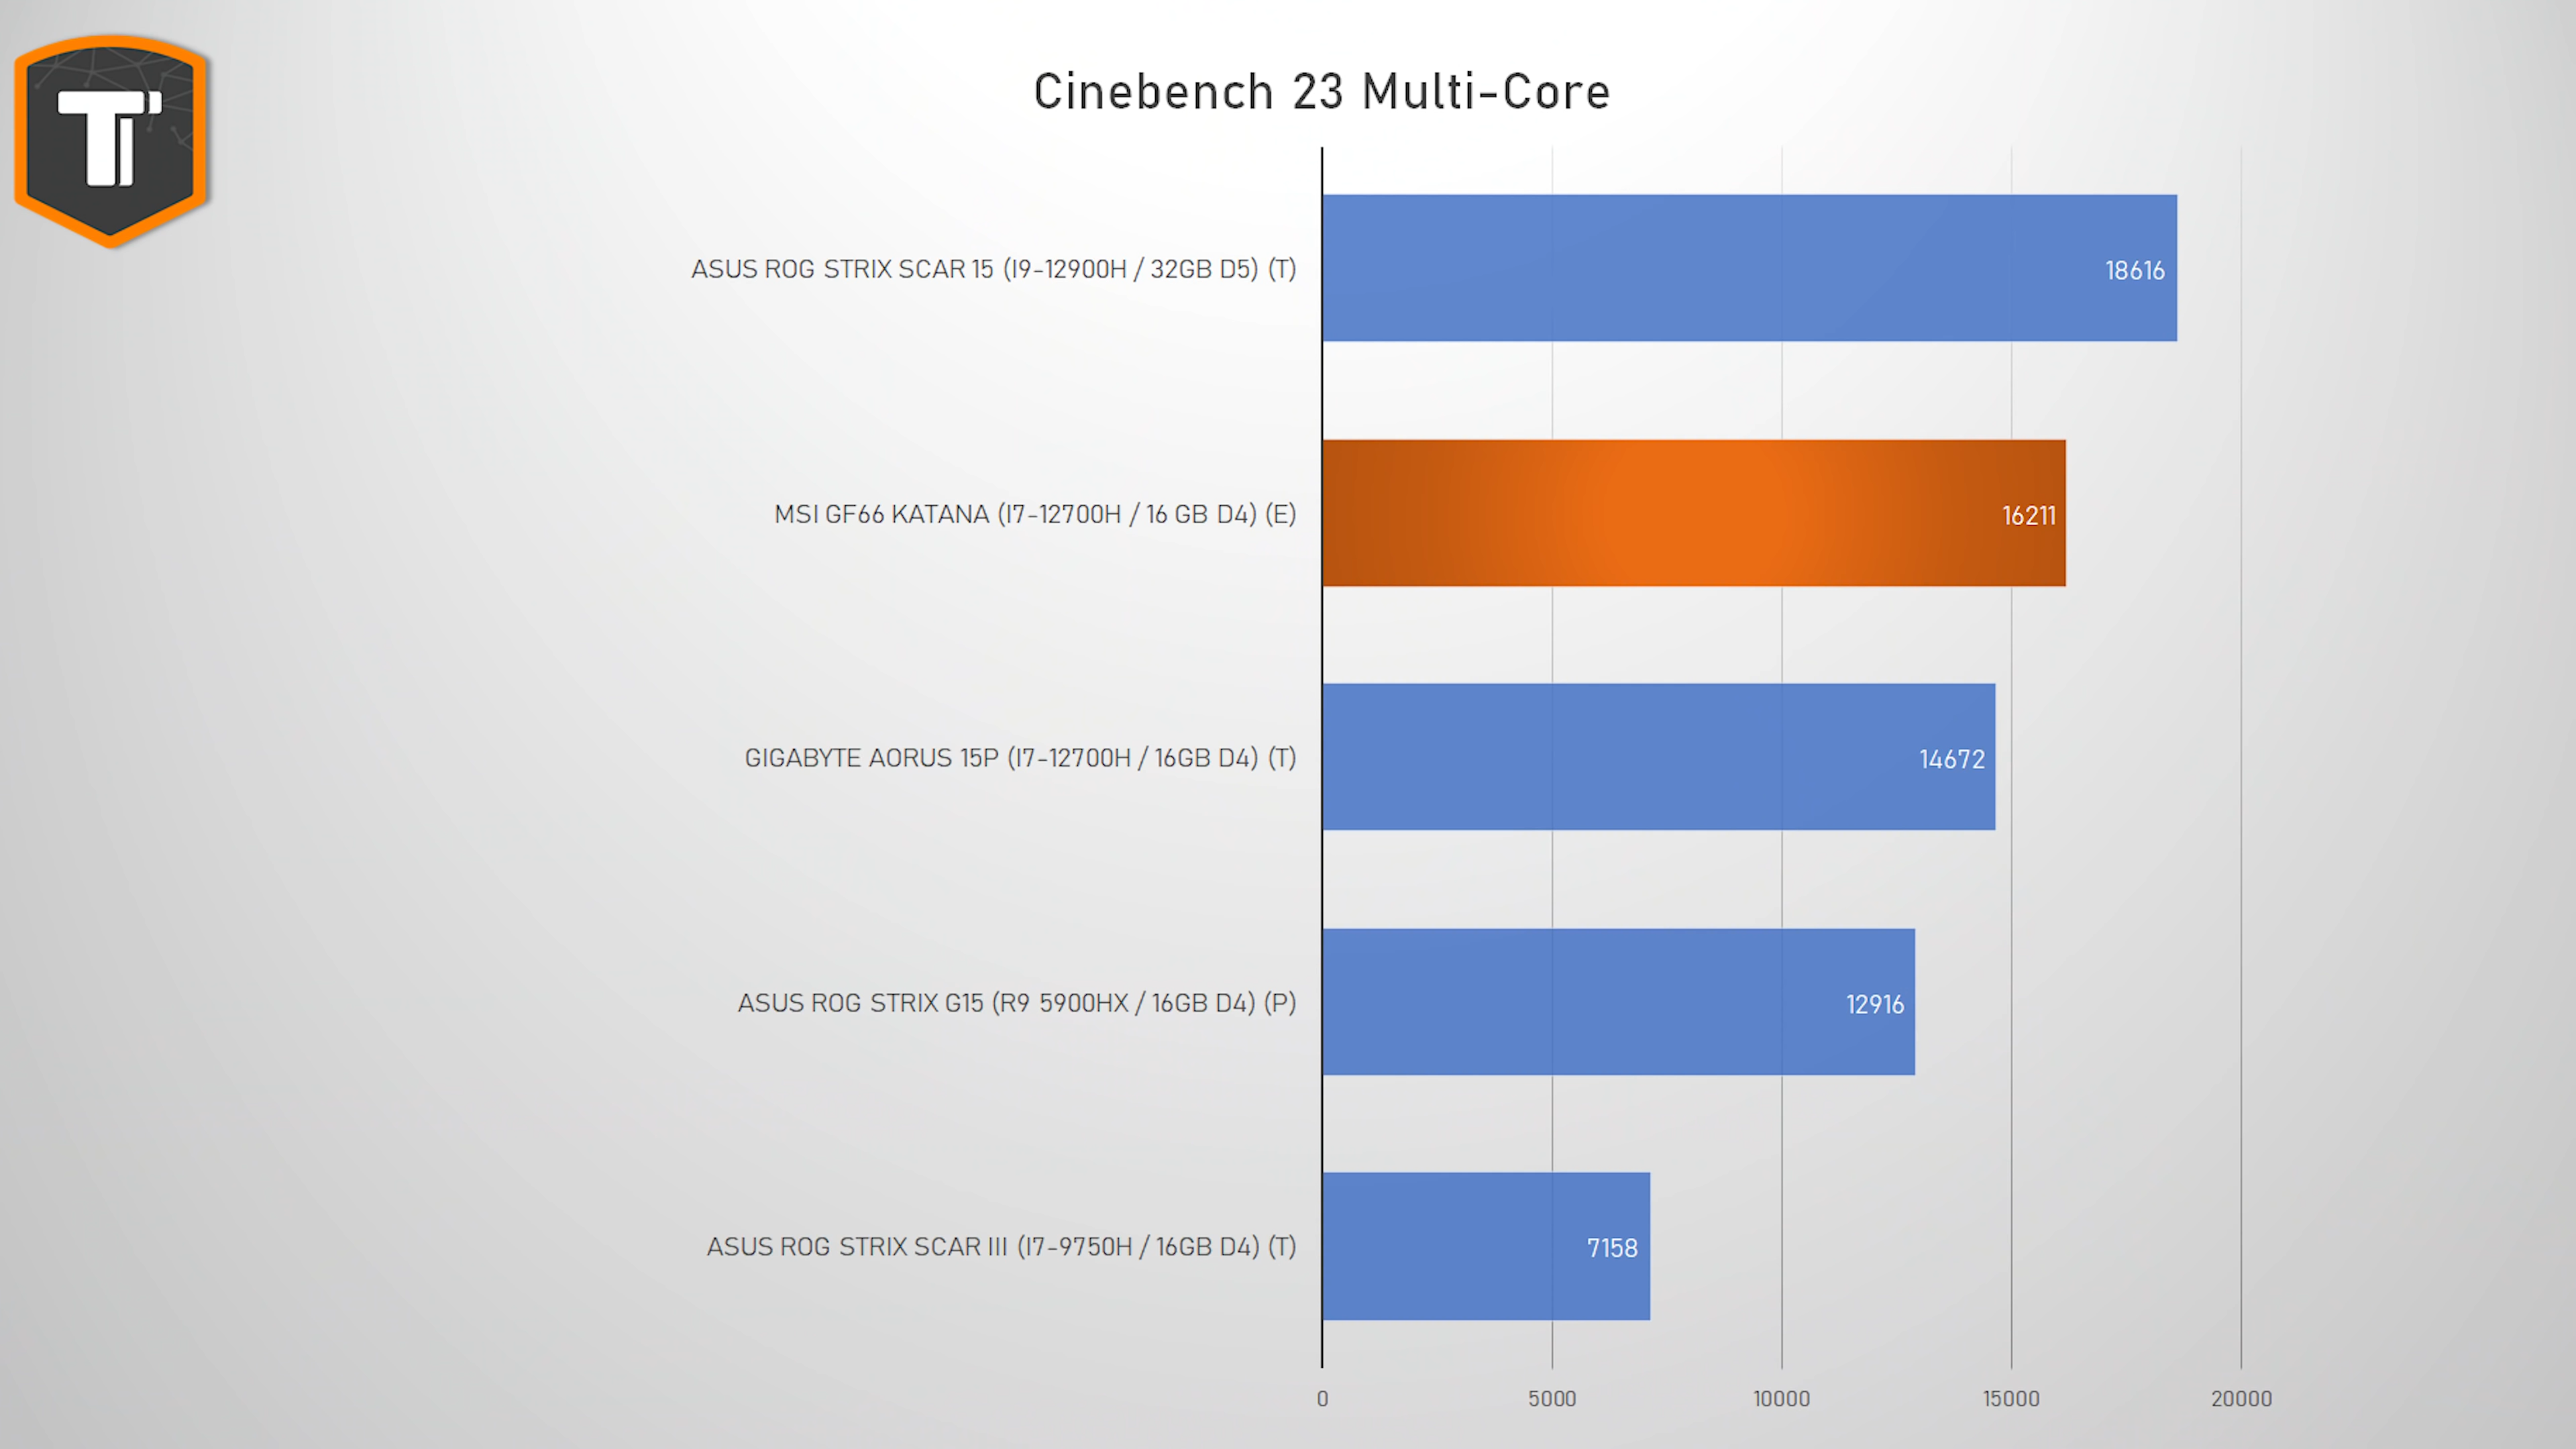 Cinebench 23 Multi-Core
ASUS ROG STRIX SCAR 15 (I9-12900H / 32GB D5) (T)
18616
MSI GF66 KATANA (I7-12700H / 16 GB D4) (E)
16211
GIGABYTE AORUS 15P (I7-12700H / 16GB D4) (T)
14672
ASUS ROG STRIX G15 (R9 5900HX / 16GB D4) (P)
12916
ASUS ROG STRIX SCAR III (I7-9750H / 16GB D4) (T)
7158
0 5000 10000 15000 20000